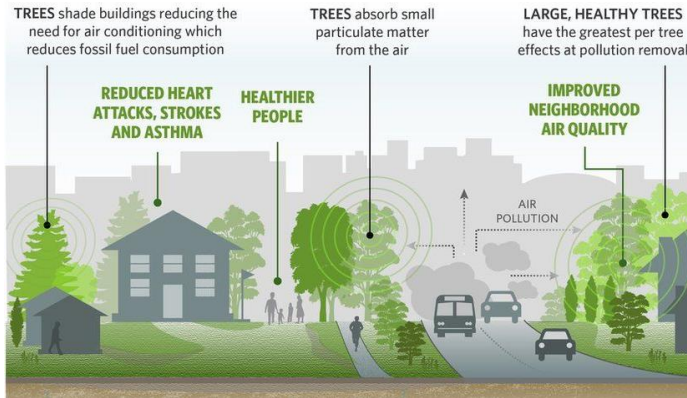 TREES shade buildings reducing the
need for air conditioning which
reduces fossil fuel consumption
TREES absorb small
particulate matter
from the air
LARGE, HEALTHY TREES
have the greatest per tree
effects at pollution removal
REDUCED HEART
ATTACKS, STROKES
AND ASTHMA
HEALTHIER
PEOPLE
IMPROVED
NEIGHBORHOOD
AIR QUALITY
AIR
POLLUTION